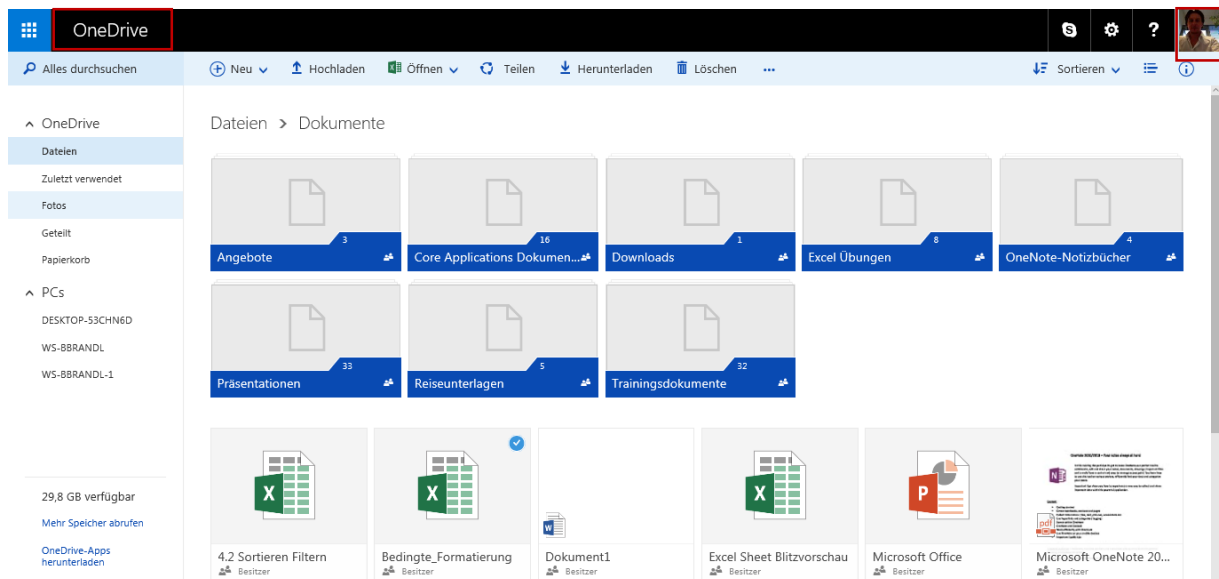 OneDrive
?
Alles durchsuchen
Neu
Hochladen
Öffnen
Teilen
Herunterladen
Löschen
...
Sortieren
OneDrive
Dateien
Zuletzt verwendet
Fotos
Geteilt
Papierkorb
PCs
DESKTOP-53CHN6D
WS-BBRANDL
WS-BBRANDL-1
29,8 GB verfügbar
Mehr Speicher abrufen
OneDrive-Apps
herunterladen
Dateien > Dokumente
3
Angebote
16
Core Applications Dokumen...
1
Downloads
8
Excel Übungen
4
OneNote-Notizbücher
33
Präsentationen
5
Reiseunterlagen
32
Trainingsdokumente
4.2 Sortieren Filtern
Besitzer
Bedingte_Formatierung
Besitzer
Dokument1
Besitzer
Excel Sheet Blitzvorschau
Besitzer
Microsoft Office
Besitzer
pdf
Microsoft OneNote 20...
Besitzer